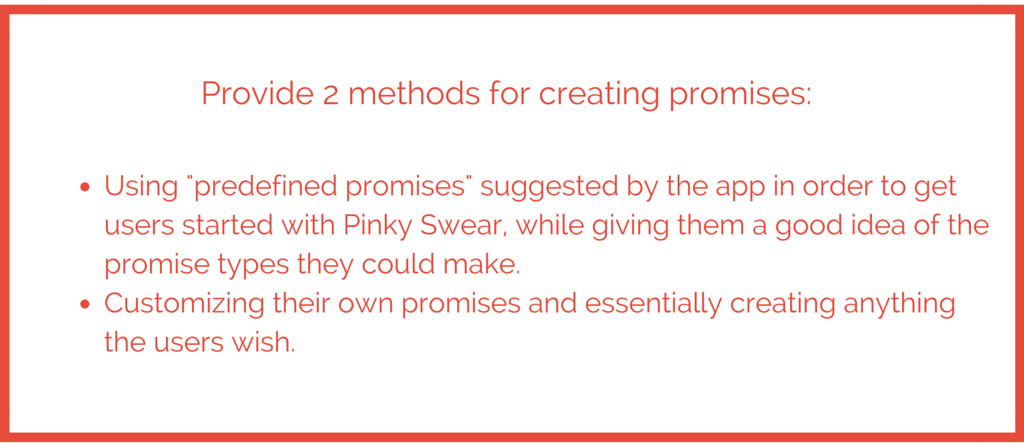 Provide 2 methods for creating promises:
• Using "predefined promises" suggested by the app in order to get
users started with Pinky Swear, while giving them a good idea of the
promise types they could make.
• Customizing their own promises and essentially creating anything
the users wish.